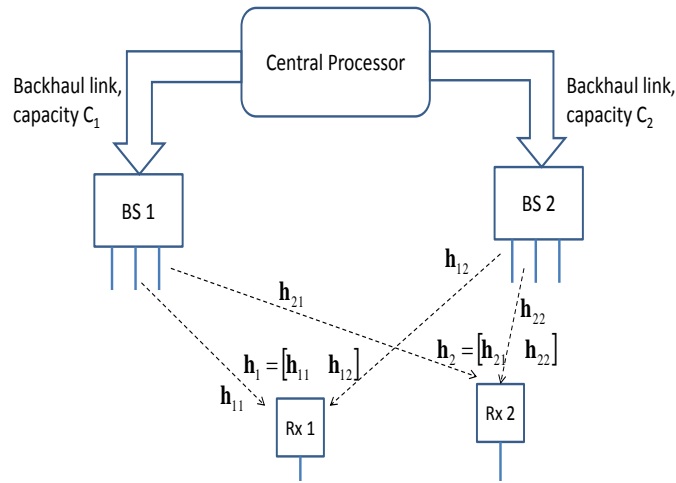 Central Processor
Backhaul link,
capacity C₁
Backhaul link,
capacity C₂
BS 1
BS 2
h₁₂
h₂₁
h₂₂
h₁ = [h₁₁ h₁₂]
h₂ = [h₂₁ h₂₂]
h₁₁
Rx 1
Rx 2